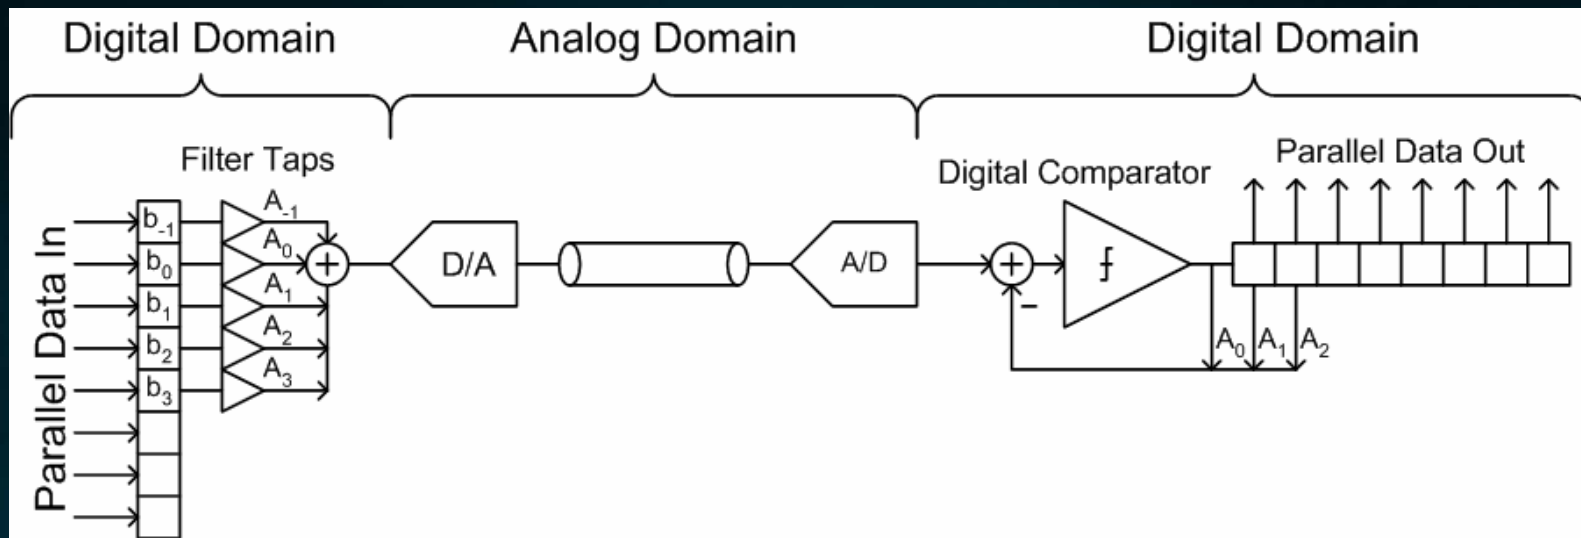 Digital Domain
Analog Domain
Digital Domain
Filter Taps
Digital Comparator
Parallel Data Out
Parallel Data In
b-1
b0
b1
b2
b3
A-1
A0
A1
A2
A3
+
D/A
A/D
+
−
A0
A1
A2